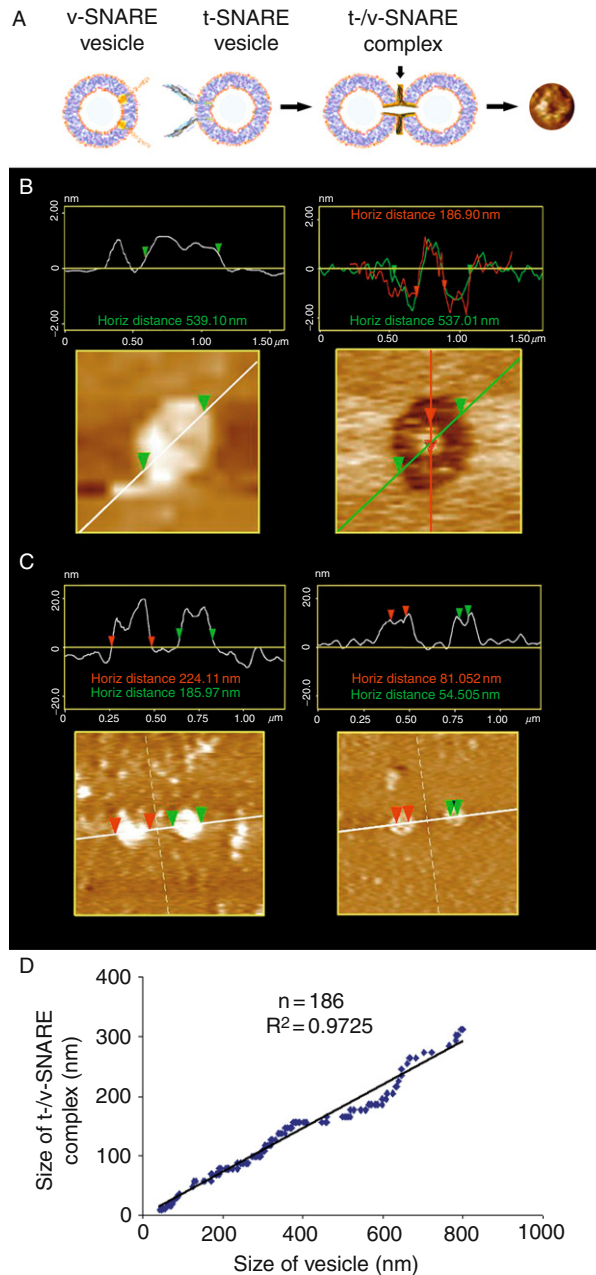 A
v-SNARE
vesicle
t-SNARE
vesicle
t-/v-SNARE
complex
B
nm
2.00
0
−2.00
Horiz distance 539.10 nm
0
0.50
1.00
1.50
μm
nm
2.00
0
−2.00
Horiz distance 186.90 nm
Horiz distance 537.01 nm
0
0.50
1.00
1.50 μm
C
nm
20.0
0
−20.0
Horiz distance 224.11 nm
Horiz distance 185.97 nm
0
0.25
0.50
0.75
1.00
μm
nm
20.0
0
−20.0
Horiz distance 81.052 nm
Horiz distance 54.505 nm
0
0.25
0.50
0.75
1.00
μm
D
n = 186
R² = 0.9725
Size of t-/v-SNARE
complex (nm)
400
300
200
100
0
0
200
400
600
800
1000
Size of vesicle (nm)